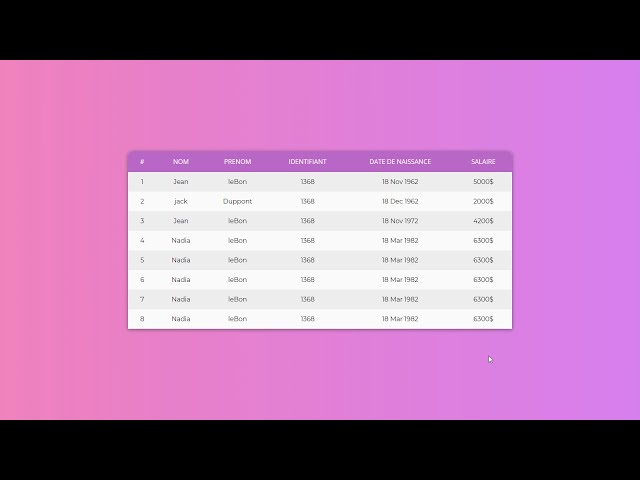 # NOM PRENOM IDENTIFIANT DATE DE NAISSANCE SALAIRE
1 Jean leBon 1368 18 Nov 1962 5000$
2 jack Duppont 1368 18 Dec 1962 2000$
3 Jean leBon 1368 18 Nov 1972 4200$
4 Nadia leBon 1368 18 Mar 1982 6300$
5 Nadia leBon 1368 18 Mar 1982 6300$
6 Nadia leBon 1368 18 Mar 1982 6300$
7 Nadia leBon 1368 18 Mar 1982 6300$
8 Nadia leBon 1368 18 Mar 1982 6300$